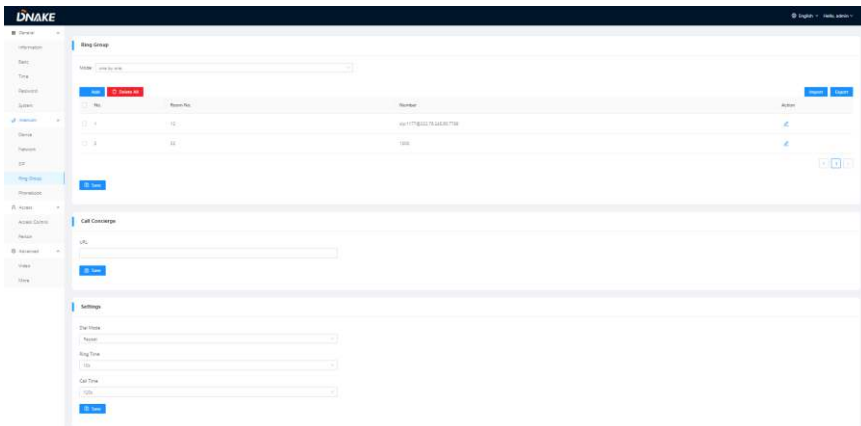 DNAKE
English
Hello, admin
General
Information
Basic
Time
Password
System
Intercom
Device
Network
SIP
Ring Group
Phonebook
Access
Access Control
Person
Advanced
Video
More
Ring Group
Mode
one by one
Add
Delete All
Import
Export
No.
Room No.
Number
Action
1
2
1000
1
Save
Call Concierge
URL
Save
Settings
Dial Mode
Ring Time
Call Time
Save